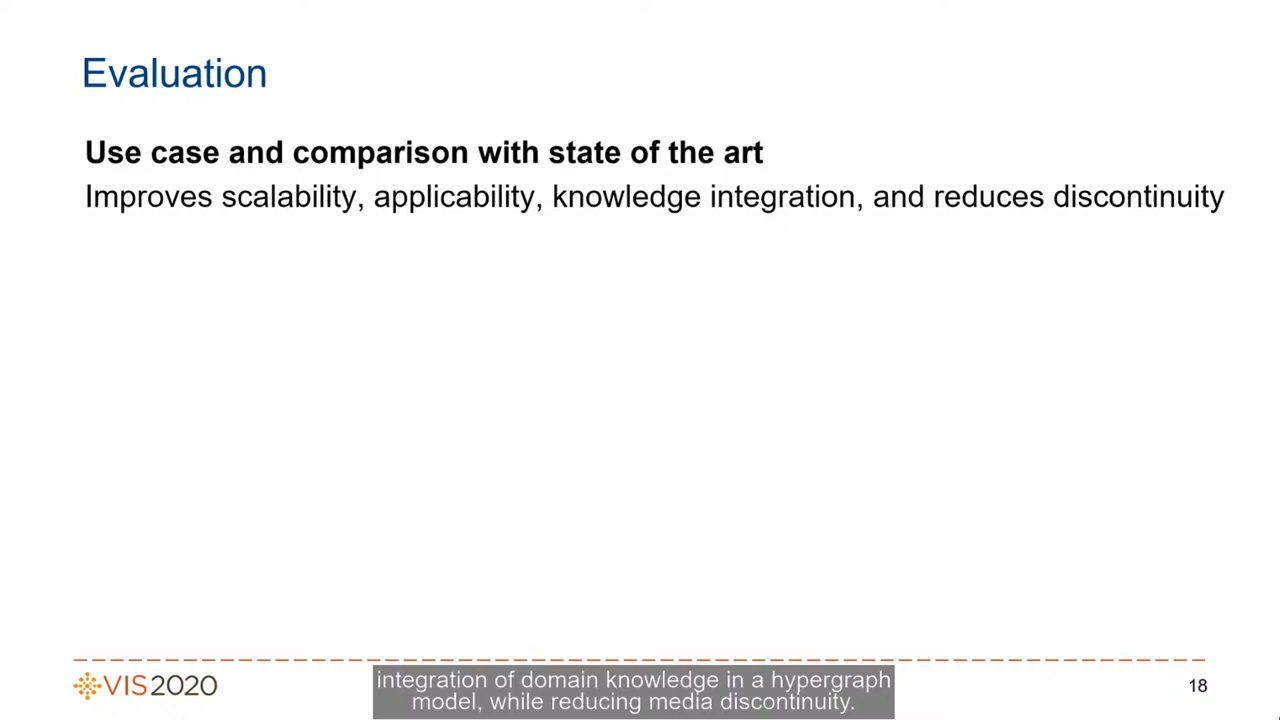 Evaluation
Use case and comparison with state of the art
Improves scalability, applicability, knowledge integration, and reduces discontinuity
VIS2020
integration of domain knowledge in a hypergraph
model, while reducing media discontinuity.
18